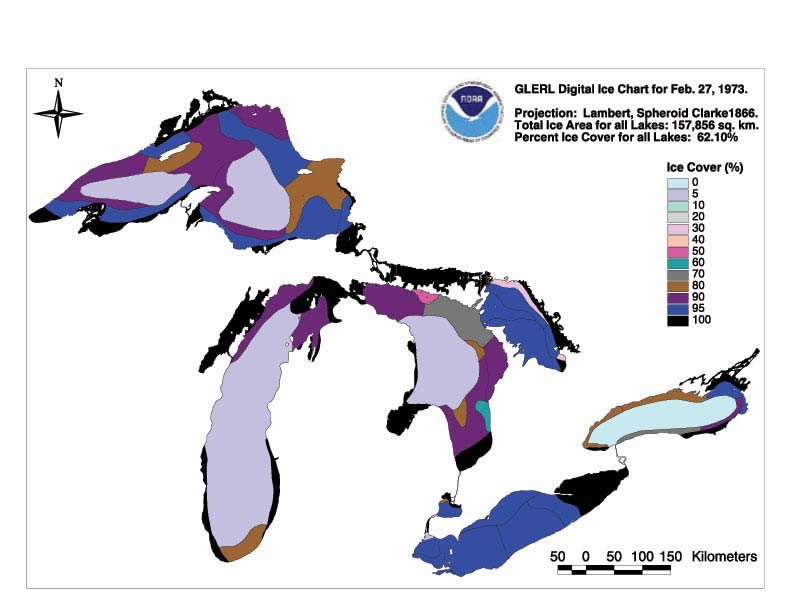 N
NOAA
GLERL Digital Ice Chart for Feb. 27, 1973.
Projection: Lambert, Spheroid Clarke1866.
Total Ice Area for all Lakes: 157,856 sq. km.
Percent Ice Cover for all Lakes: 62.10%
Ice Cover (%)
0
5
10
20
30
40
50
60
70
80
90
95
100
50 0 50 100 150 Kilometers